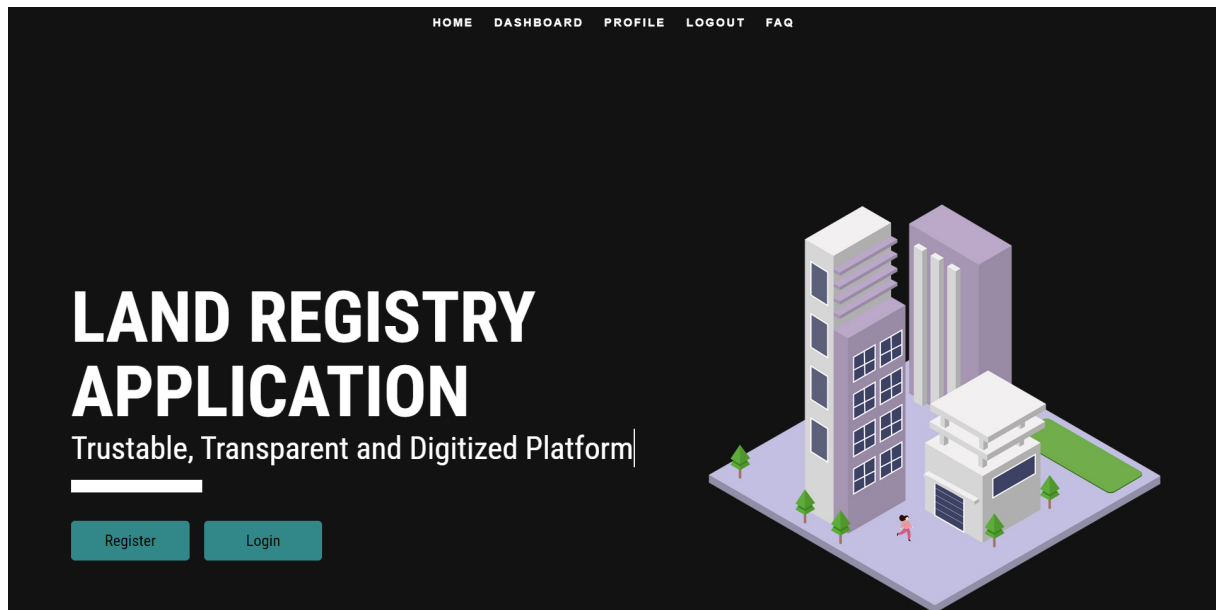 HOME DASHBOARD PROFILE LOGOUT FAQ
LAND REGISTRY
APPLICATION
Trustable, Transparent and Digitized Platform
Register Login